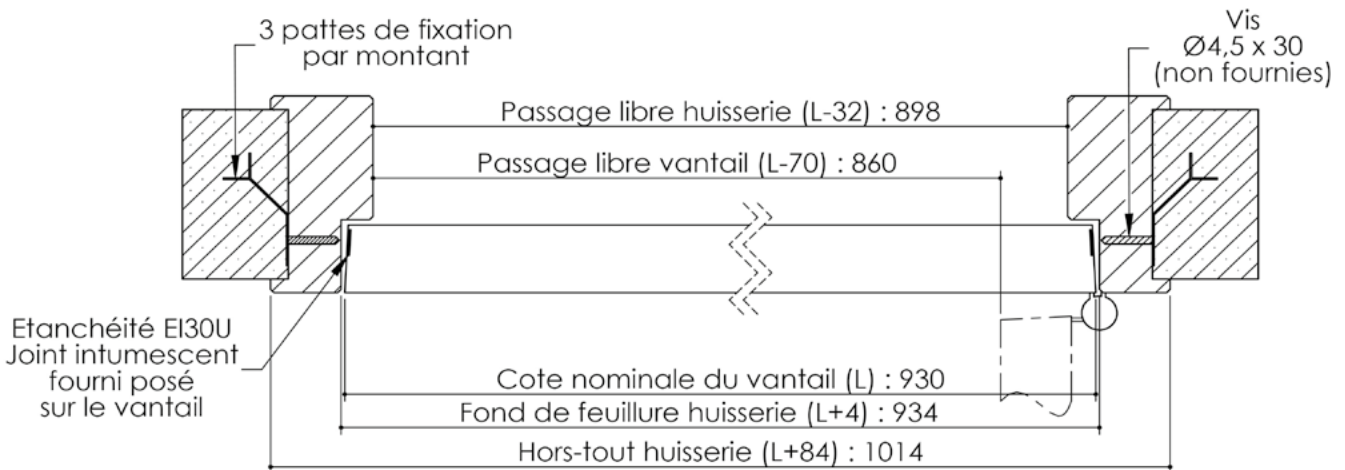 3 pattes de fixation
par montant
Vis
Ø4,5 x 30
(non fournies)
Passage libre huisserie (L-32) : 898
Passage libre vantail (L-70) : 860
Etanchéité EI30U
Joint intumescent
fourni posé
sur le vantail
Cote nominale du vantail (L) : 930
Fond de feuillure huisserie (L+4) : 934
Hors-tout huisserie (L+84) : 1014